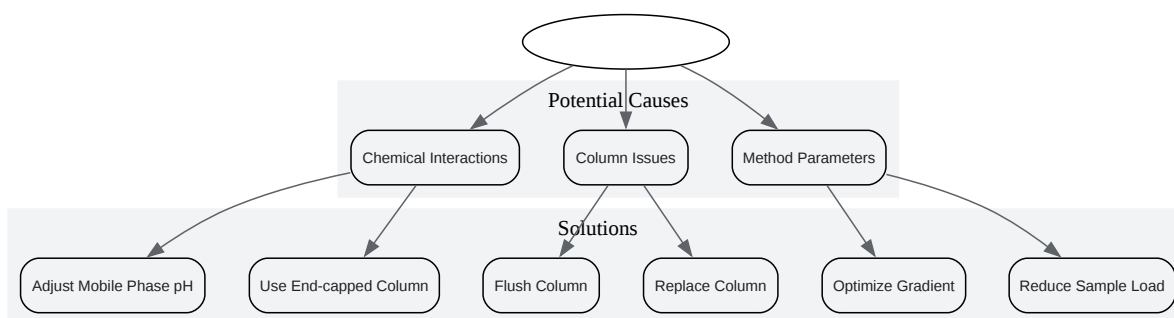 Potential Causes
Chemical Interactions
Column Issues
Method Parameters
Solutions
Adjust Mobile Phase pH
Use End-capped Column
Flush Column
Replace Column
Optimize Gradient
Reduce Sample Load